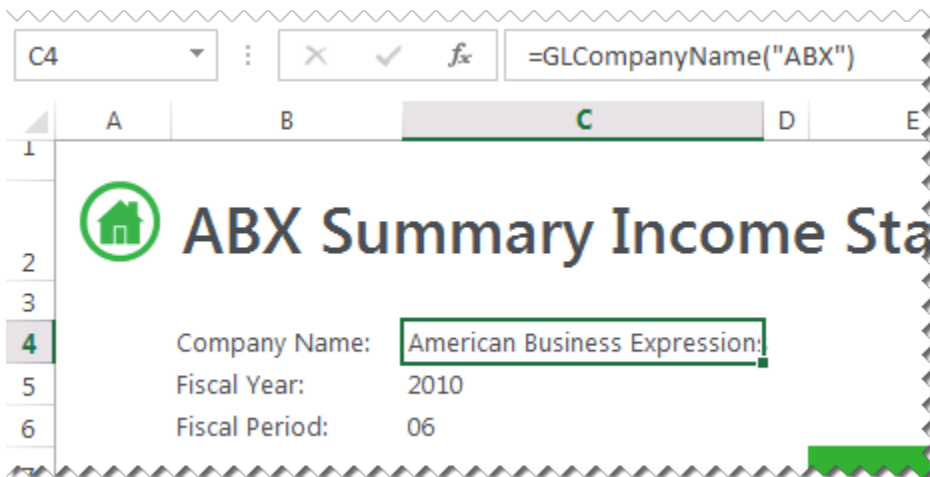 C4 fx =GLCompanyName("ABX")
A B C D E
1
2 ABX Summary Income Sta
3
4 Company Name: American Business Expressions
5 Fiscal Year: 2010
6 Fiscal Period: 06